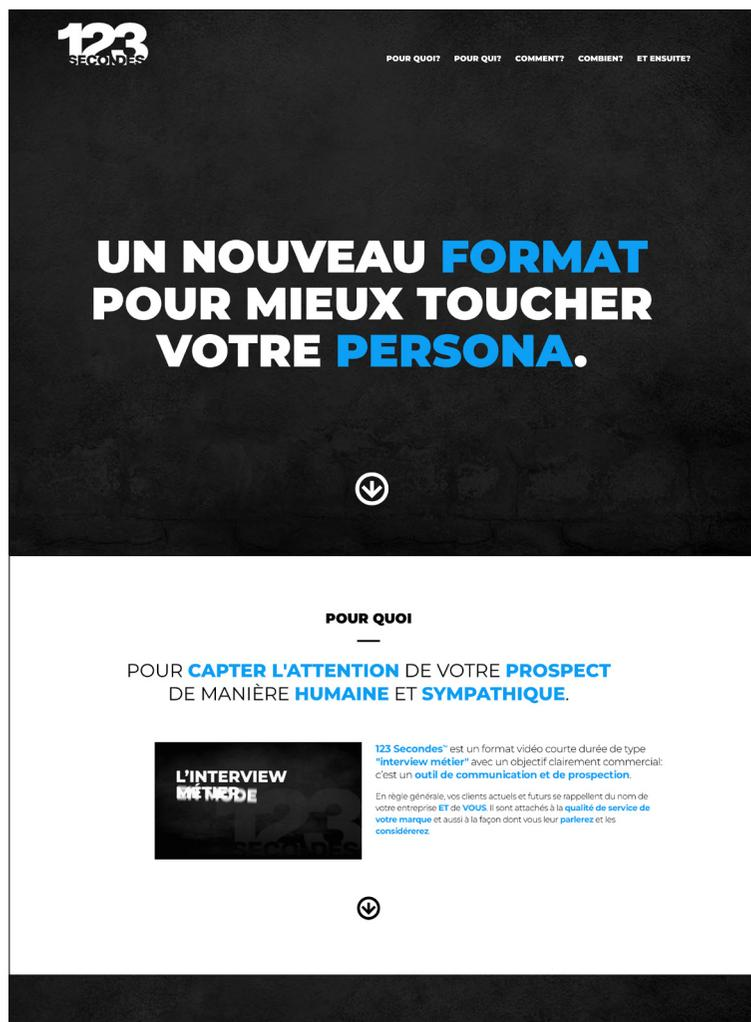 123
SECONDES
POUR QUOI? POUR QUI? COMMENT? COMBIEN? ET ENSUITE?
UN NOUVEAU FORMAT
POUR MIEUX TOUCHER
VOTRE PERSONA.
POUR QUOI
POUR CAPTER L'ATTENTION DE VOTRE PROSPECT
DE MANIÈRE HUMAINE ET SYMPATHIQUE.
L'INTERVIEW
MODE
123
SECONDES
123 Secondes™ est un format vidéo courte durée de type
"interview métier" avec un objectif clairement commercial:
c'est un outil de communication et de prospection.
En règle générale, vos clients actuels et futurs se rappellent du nom de
votre entreprise ET de VOUS. Il sont attachés à la qualité de service de
votre marque et aussi à la façon dont vous leur parlerez et les
considérerez.